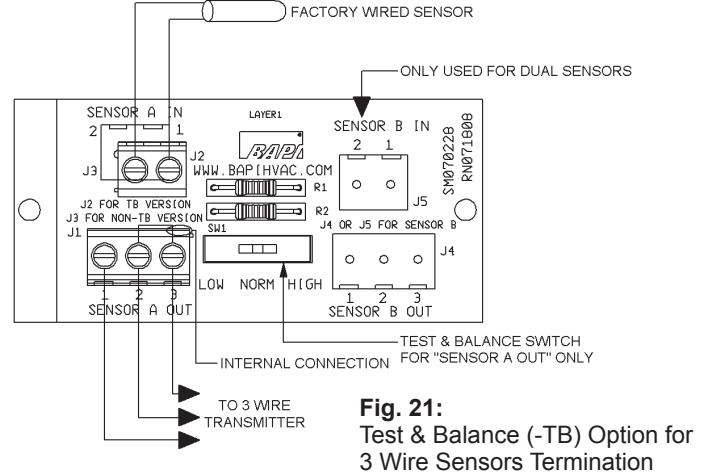 FACTORY WIRED SENSOR
ONLY USED FOR DUAL SENSORS
SENSOR A IN
2 1
LAYER1
SENSOR B IN
2 1
SM070228
RN071808
BAPI
J3
J2
WWW.BAPIHVAC.COM
R1
J5
J2 FOR TB VERSION
J3 FOR NON-TB VERSION
R2
J4 OR J5 FOR SENSOR B
J1
SW1
J4
LOW NORM HIGH
1 2 3
SENSOR A OUT
1 2 3
SENSOR B OUT
TEST & BALANCE SWITCH
FOR "SENSOR A OUT" ONLY
INTERNAL CONNECTION
TO 3 WIRE
TRANSMITTER
Fig. 21:
Test & Balance (-TB) Option for
3 Wire Sensors Termination